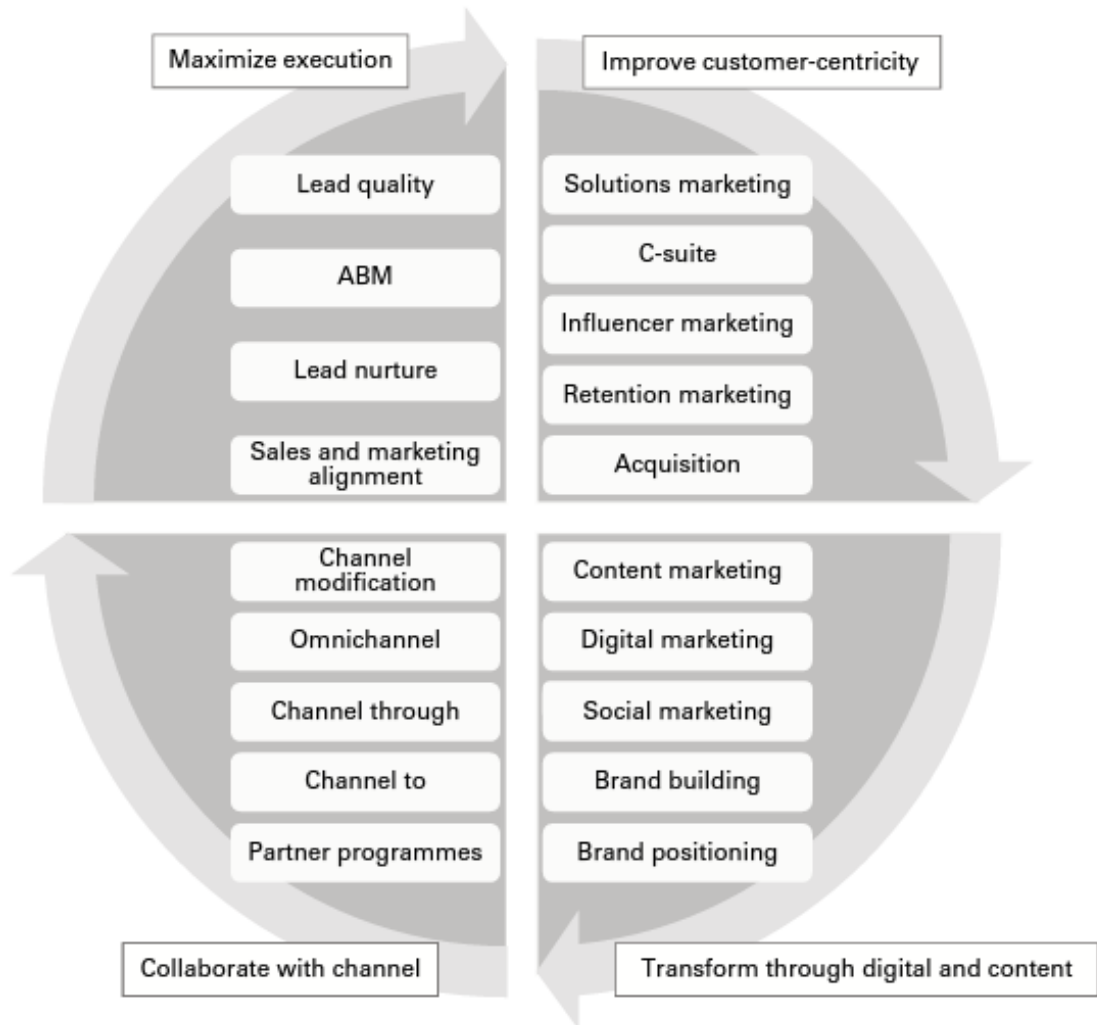 Maximize execution
Improve customer-centricity
Lead quality
ABM
Lead nurture
Sales and marketing
alignment
Solutions marketing
C-suite
Influencer marketing
Retention marketing
Acquisition
Channel
modification
Omnichannel
Channel through
Channel to
Partner programmes
Content marketing
Digital marketing
Social marketing
Brand building
Brand positioning
Collaborate with channel
Transform through digital and content